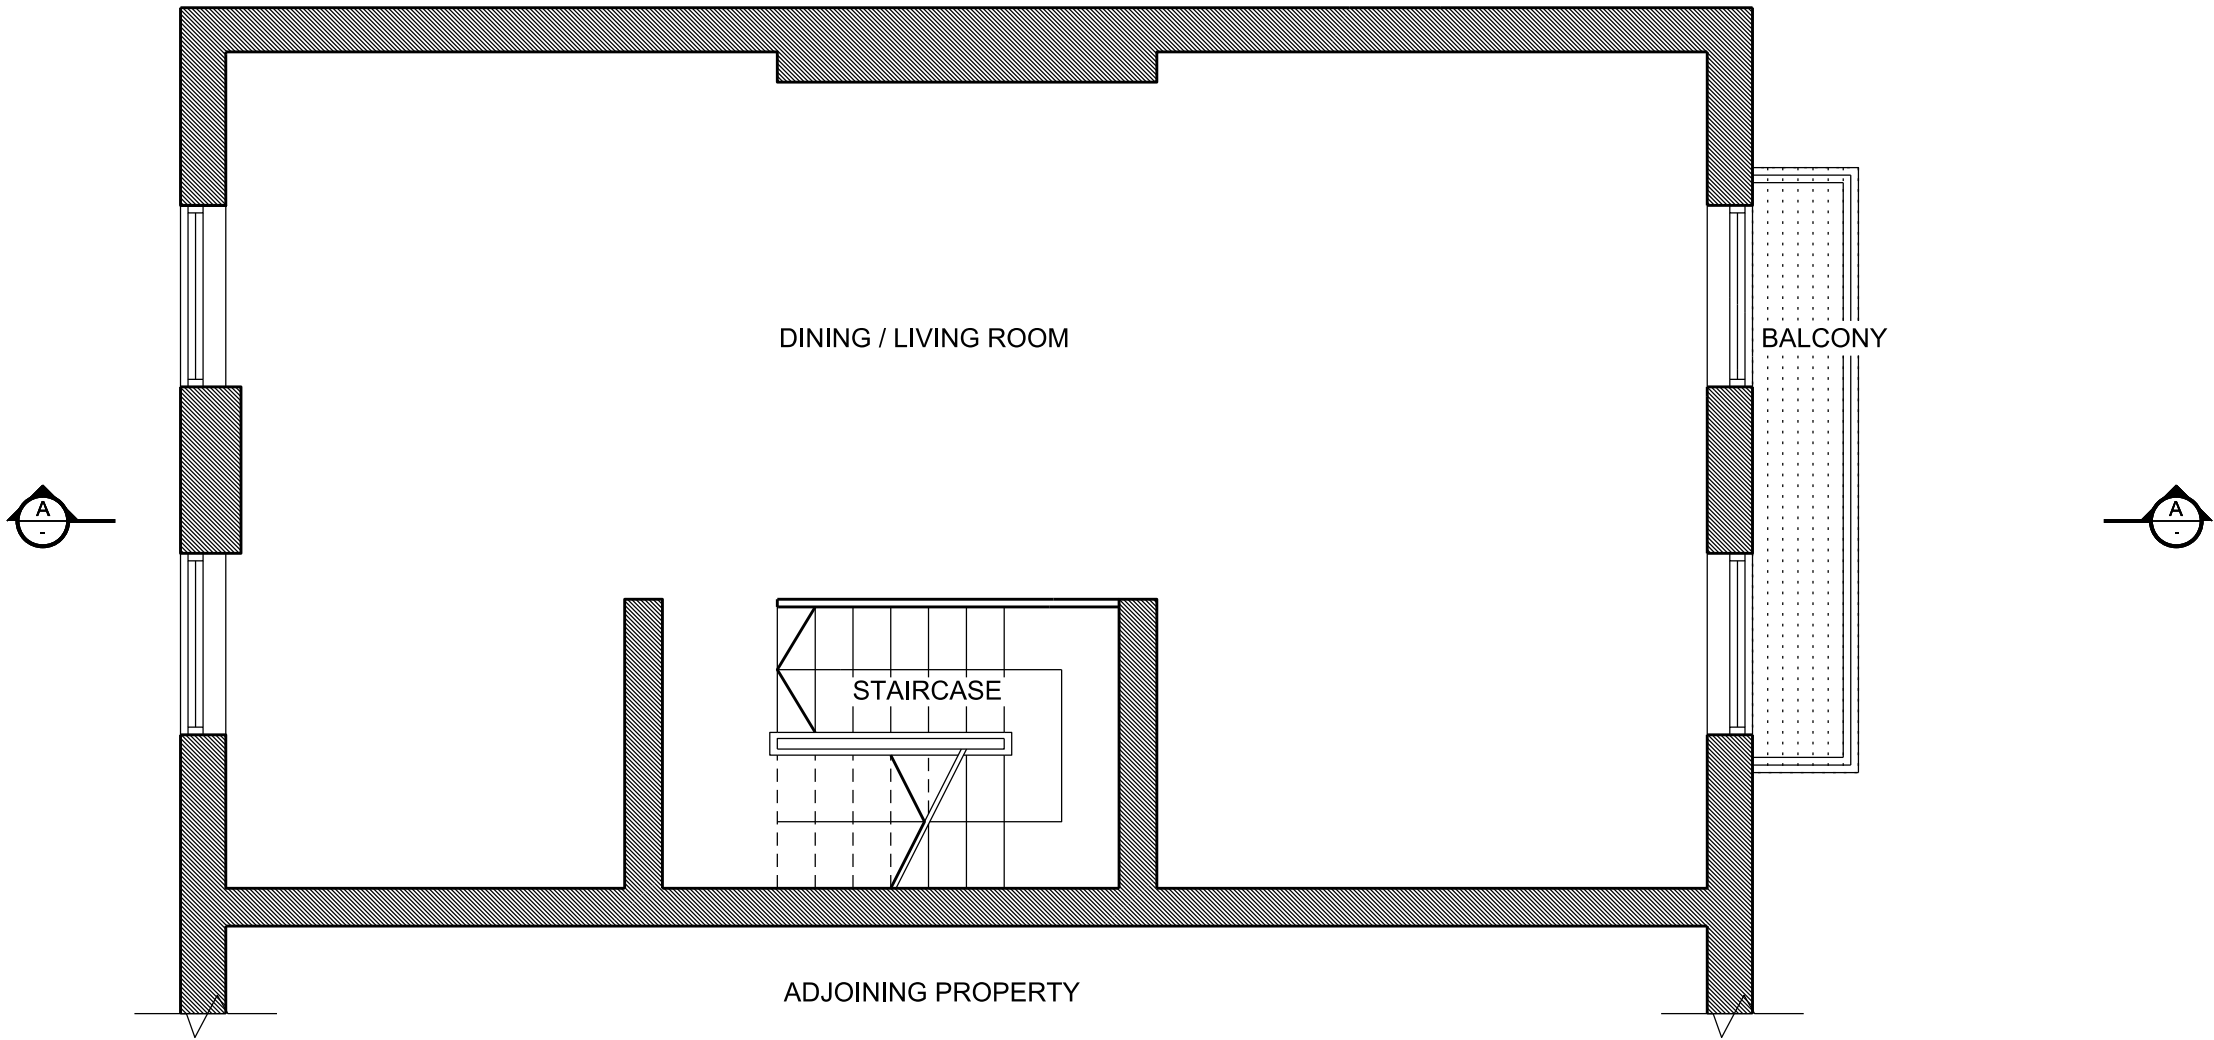 DINING / LIVING ROOM
BALCONY
A
-
A
-
STAIRCASE
ADJOINING PROPERTY